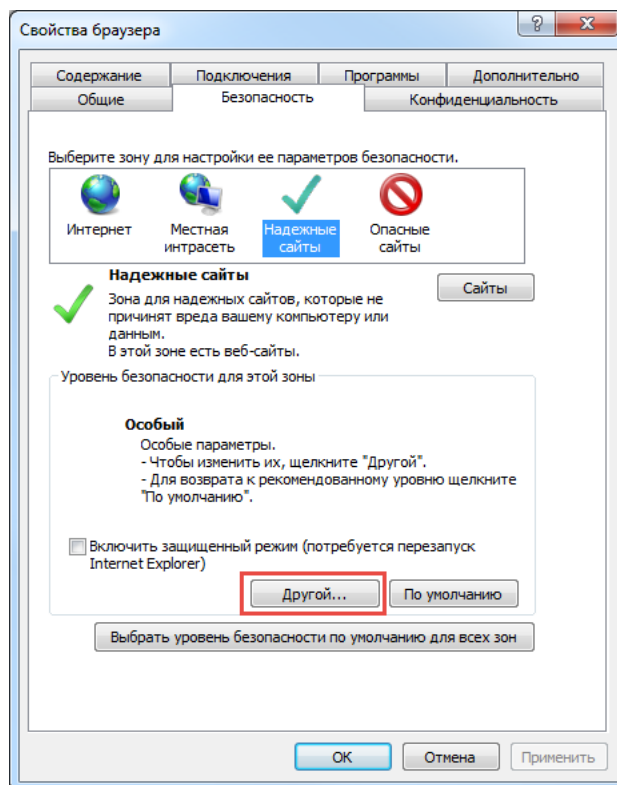 Свойства браузера
Содержание Подключения Программы Дополнительно
Общие Безопасность Конфиденциальность
Выберите зону для настройки ее параметров безопасности.
Интернет Местная интрасеть Надежные сайты Опасные сайты
Надежные сайты
Сайты
Зона для надежных сайтов, которые не
причинят вреда вашему компьютеру или
данным.
В этой зоне есть веб-сайты.
Уровень безопасности для этой зоны
Особый
Особые параметры.
- Чтобы изменить их, щелкните "Другой".
- Для возврата к рекомендованному уровню щелкните
"По умолчанию".
Включить защищенный режим (потребуется перезапуск
Internet Explorer)
Другой... По умолчанию
Выбрать уровень безопасности по умолчанию для всех зон
ОК Отмена Применить